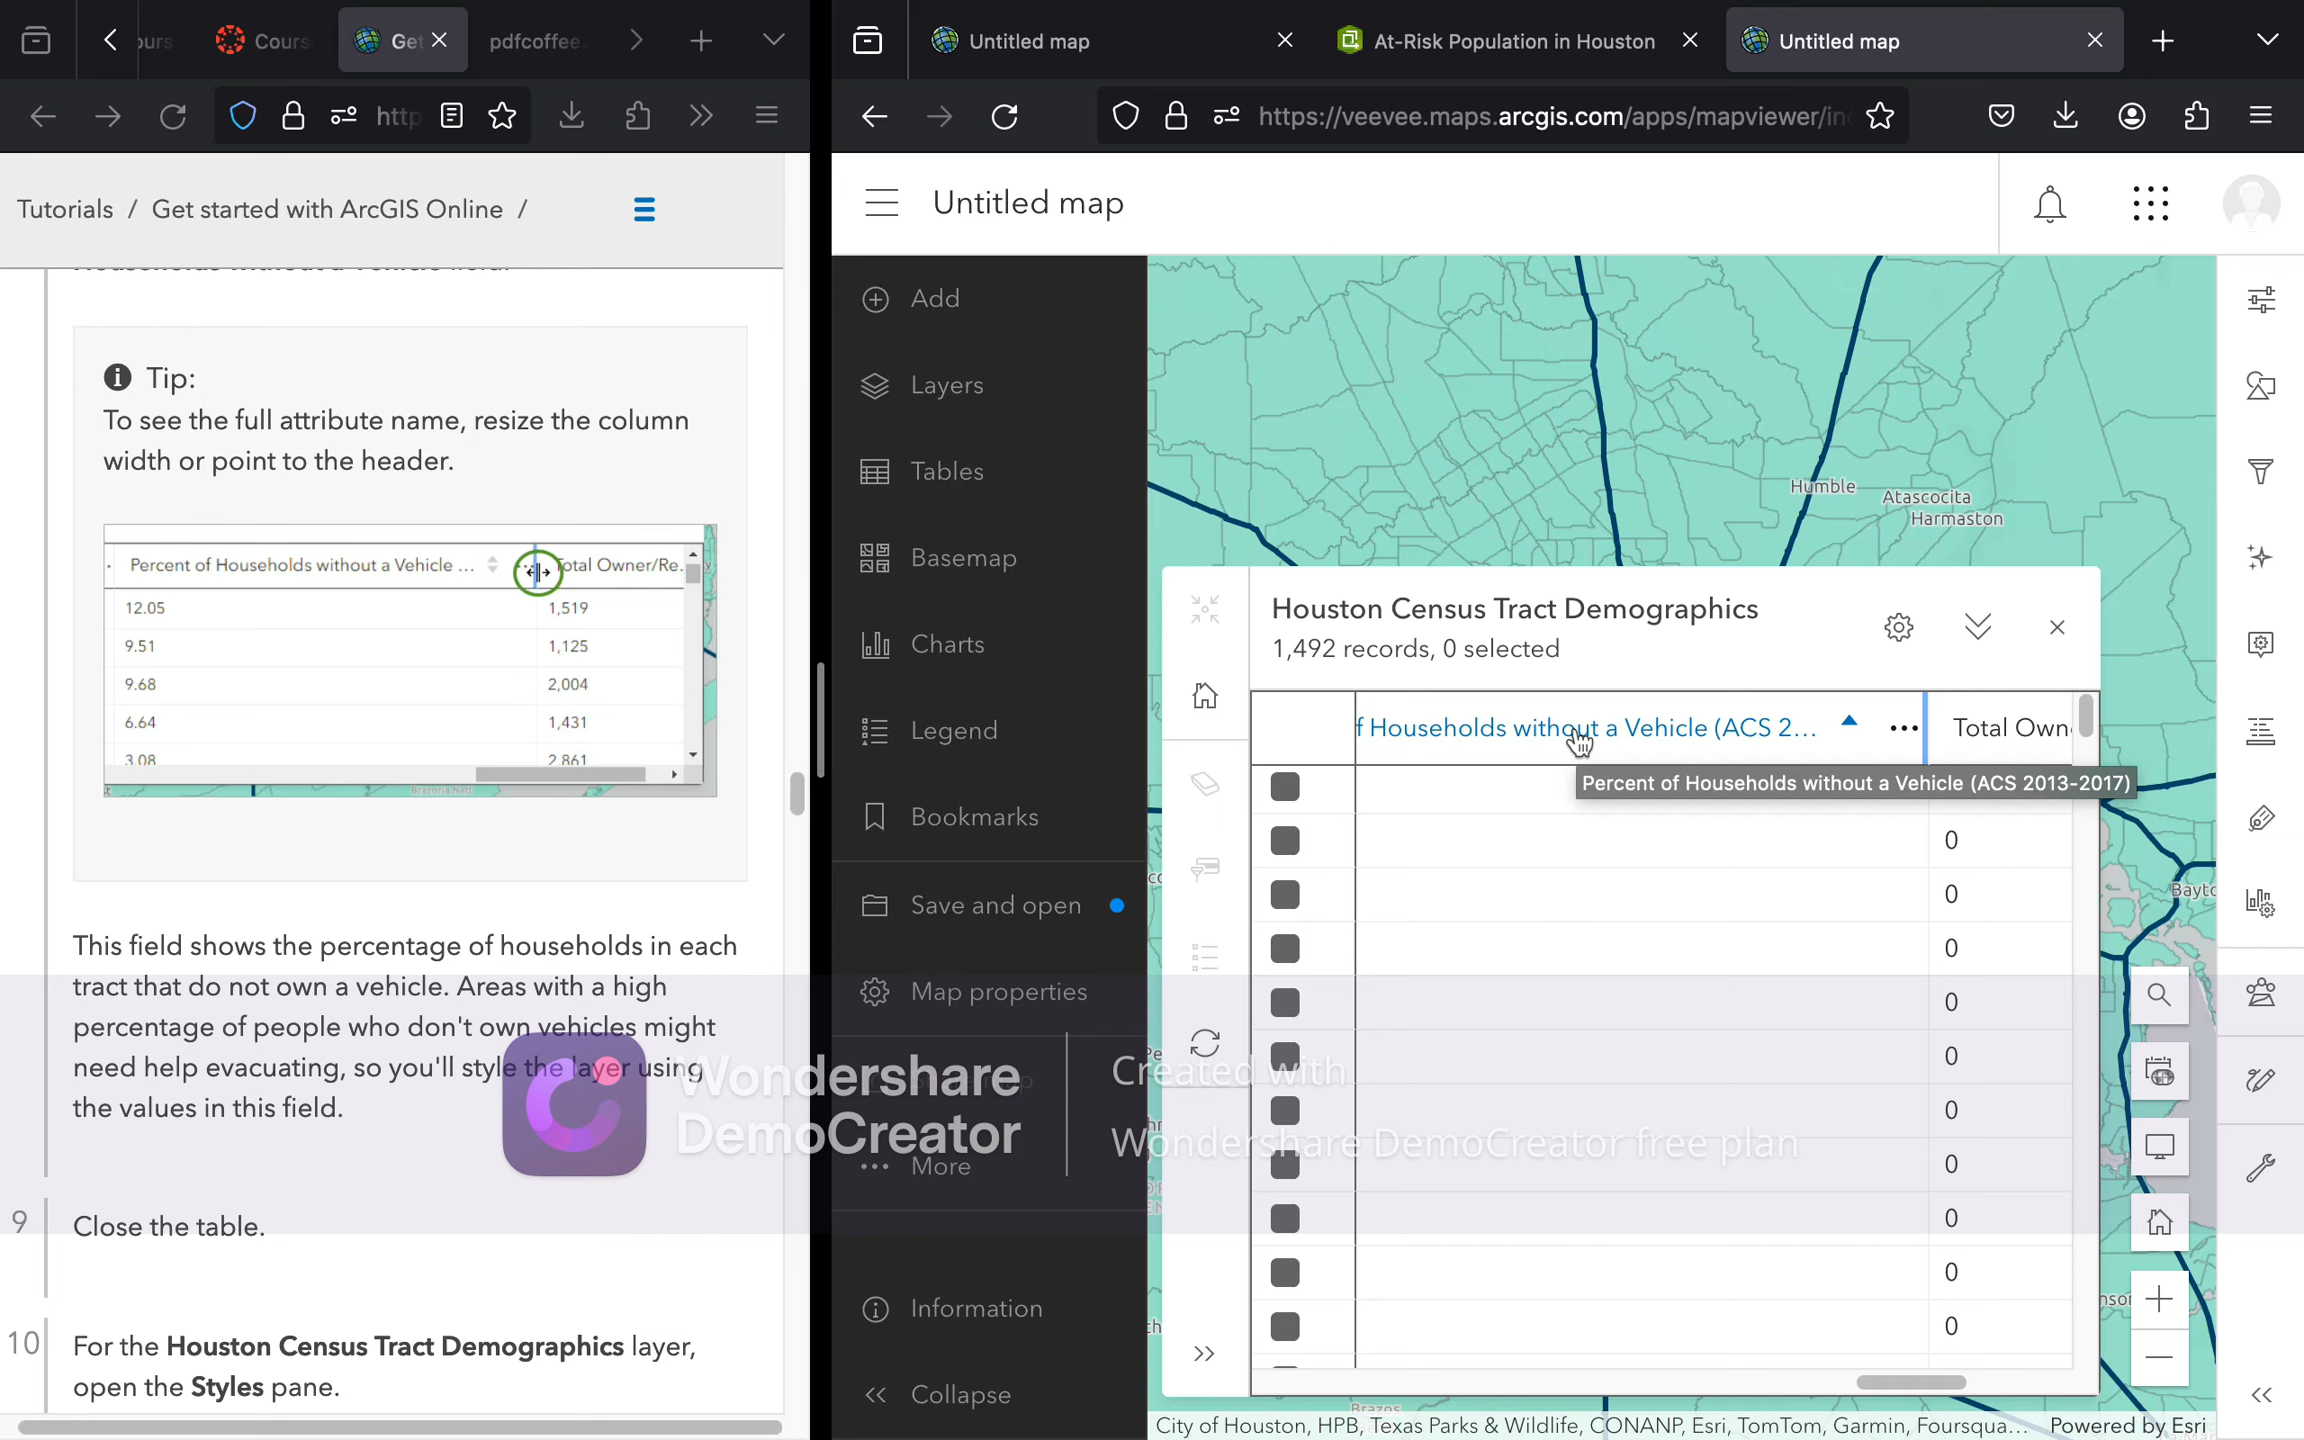 Cours
Get
pdfcoffee.
Untitled map
At-Risk Population in Houston
Untitled map
http
https://veevee.maps.arcgis.com/apps/mapviewer/in
Tutorials / Get started with ArcGIS Online /
Untitled map
Tip:
To see the full attribute name, resize the column
width or point to the header.
Percent of Households without a Vehicle ...
Total Owner/Re.
12.05 1,519
9.51 1,125
9.68 2,004
6.64 1,431
3.08 2,861
This field shows the percentage of households in each
tract that do not own a vehicle. Areas with a high
percentage of people who don't own vehicles might
need help evacuating, so you'll style the layer using
the values in this field.
9 Close the table.
10 For the Houston Census Tract Demographics layer,
open the Styles pane.
Add
Layers
Tables
Basemap
Charts
Legend
Bookmarks
Save and open
Map properties
More
Information
Collapse
Humble
Atascocita
Harmaston
Houston Census Tract Demographics
1,492 records, 0 selected
f Households without a Vehicle (ACS 2...
Total Own
Percent of Households without a Vehicle (ACS 2013-2017)
0
0
0
0
0
0
0
0
0
0
Bayto
Brazos
City of Houston, HPB, Texas Parks & Wildlife, CONANP, Esri, TomTom, Garmin, Foursqua...
Powered by Esri
Wondershare
DemoCreator
Created with
Wondershare DemoCreator free plan